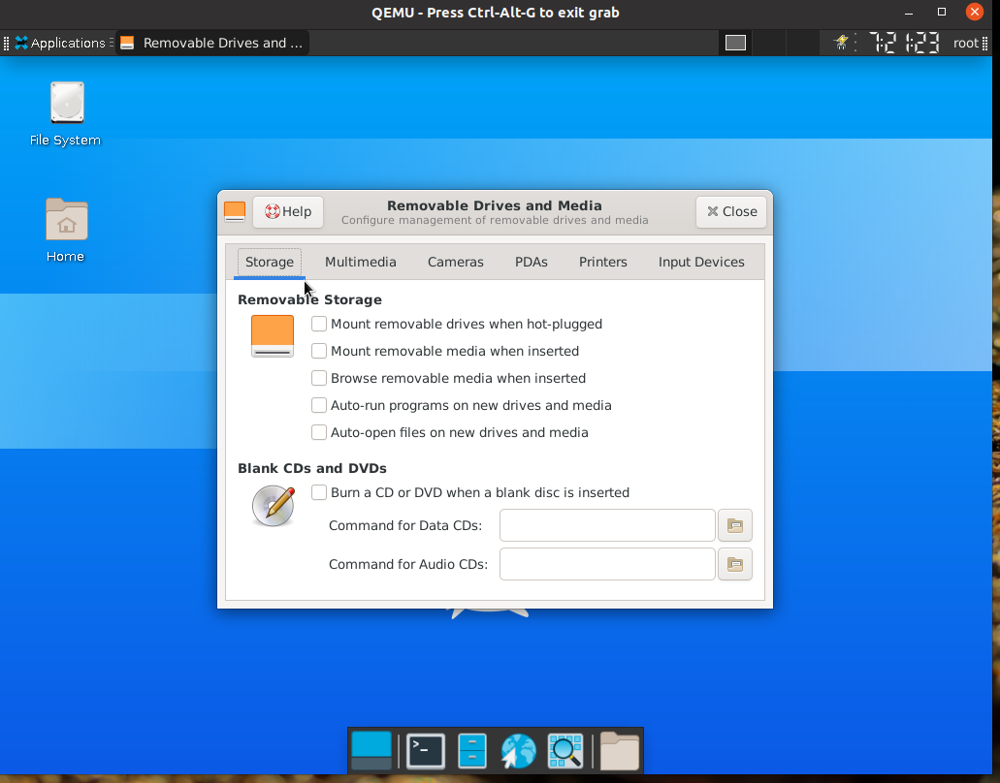 QEMU - Press Ctrl-Alt-G to exit grab
Applications
Removable Drives and ...
root
File System
Home
Help
Removable Drives and Media
Configure management of removable drives and media
Close
Storage
Multimedia
Cameras
PDAs
Printers
Input Devices
Removable Storage
Mount removable drives when hot-plugged
Mount removable media when inserted
Browse removable media when inserted
Auto-run programs on new drives and media
Auto-open files on new drives and media
Blank CDs and DVDs
Burn a CD or DVD when a blank disc is inserted
Command for Data CDs:
Command for Audio CDs: